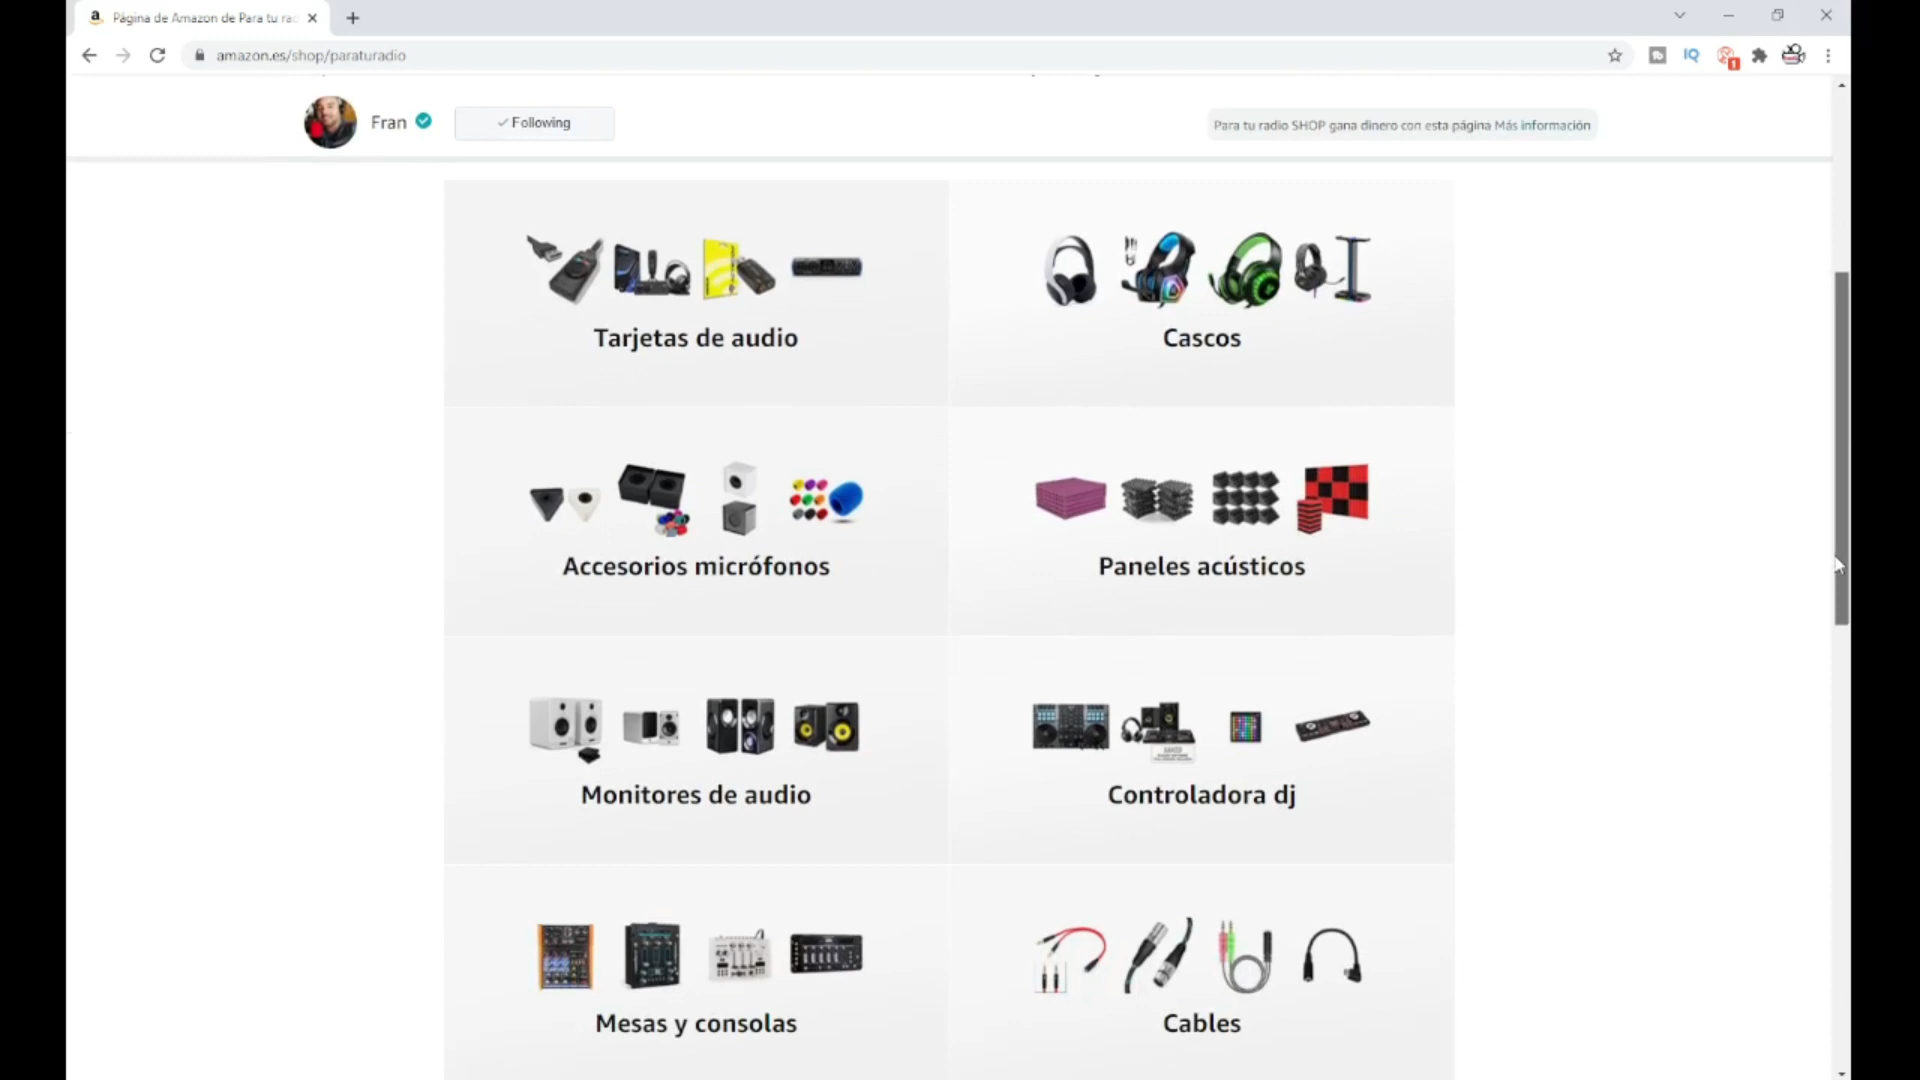 Página de Amazon de Para tu rac
amazon.es/shop/paraturadio
Fran
Following
Para tu radio SHOP gana dinero con esta página Más información
Tarjetas de audio
Cascos
Accesorios micrófonos
Paneles acústicos
Monitores de audio
Controladora dj
Mesas y consolas
Cables